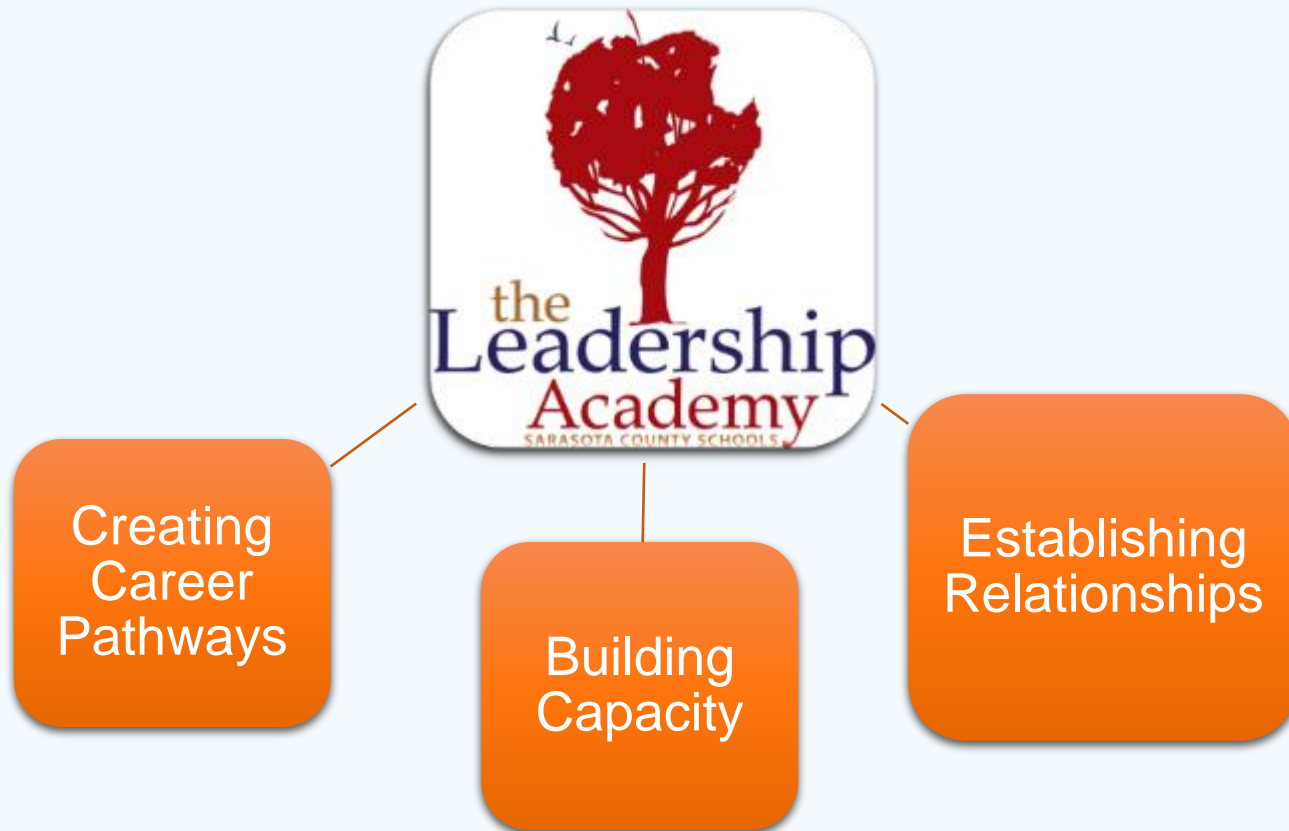 the
Leadership
Academy
SARASOTA COUNTY SCHOOLS
Creating
Career
Pathways
Building
Capacity
Establishing
Relationships